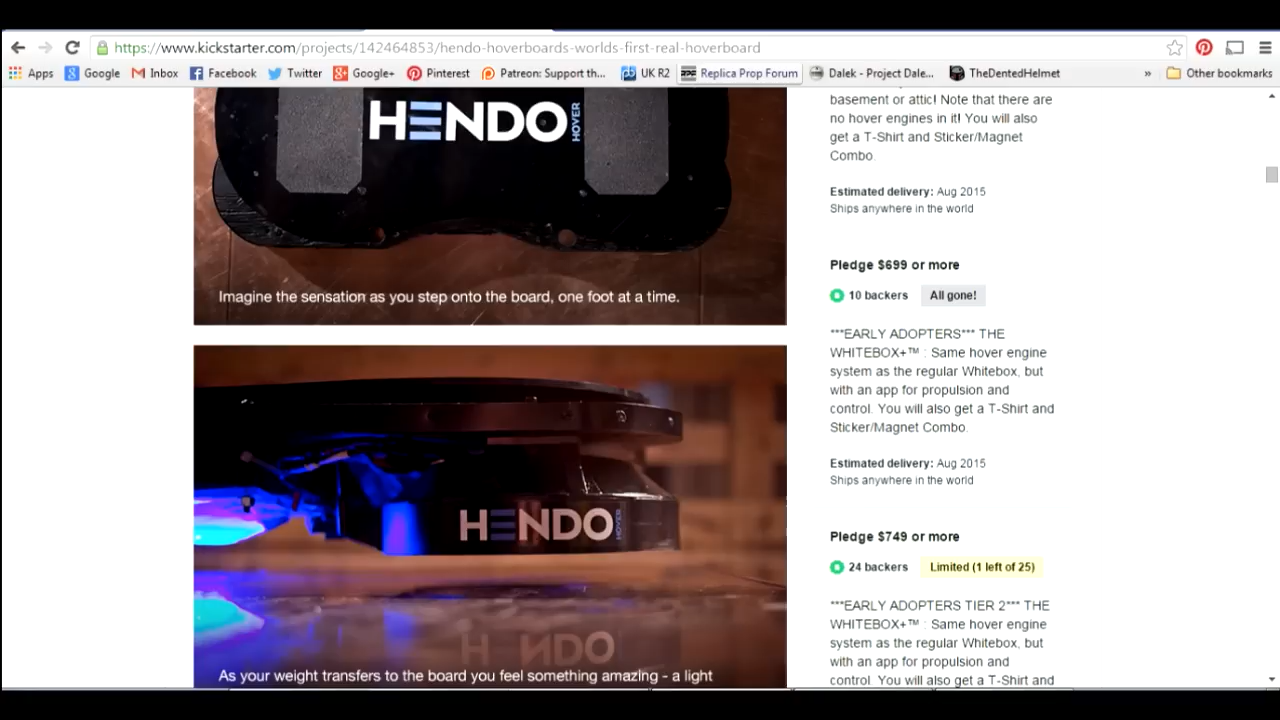 https://www.kickstarter.com/projects/142464853/hendo-hoverboards-worlds-first-real-hoverboard
Apps Google Inbox Facebook Twitter Google+ Pinterest Patreon: Support th... UK R2 Replica Prop Forum Dalek - Project Dale... TheDentedHelmet » Other bookmarks
HENDO HOVER
Imagine the sensation as you step onto the board, one foot at a time.
HENDO HOVER
HENDO
As your weight transfers to the board you feel something amazing - a light
basement or attic! Note that there are
no hover engines in it! You will also
get a T-Shirt and Sticker/Magnet
Combo.
Estimated delivery: Aug 2015
Ships anywhere in the world
Pledge $699 or more
10 backers All gone!
***EARLY ADOPTERS*** THE
WHITEBOX+™ : Same hover engine
system as the regular Whitebox, but
with an app for propulsion and
control. You will also get a T-Shirt and
Sticker/Magnet Combo.
Estimated delivery: Aug 2015
Ships anywhere in the world
Pledge $749 or more
24 backers Limited (1 left of 25)
***EARLY ADOPTERS TIER 2*** THE
WHITEBOX+™ : Same hover engine
system as the regular Whitebox, but
with an app for propulsion and
control. You will also get a T-Shirt and